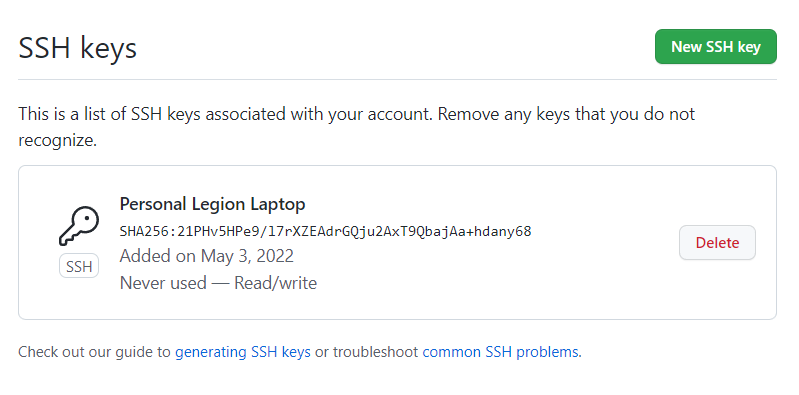 SSH keys
New SSH key
This is a list of SSH keys associated with your account. Remove any keys that you do not
recognize.
Personal Legion Laptop
SHA256:21PHv5HPe9/l7rXZEAdrGQju2AxT9QbajAa+hdany68
Added on May 3, 2022
SSH
Never used — Read/write
Delete
Check out our guide to generating SSH keys or troubleshoot common SSH problems.